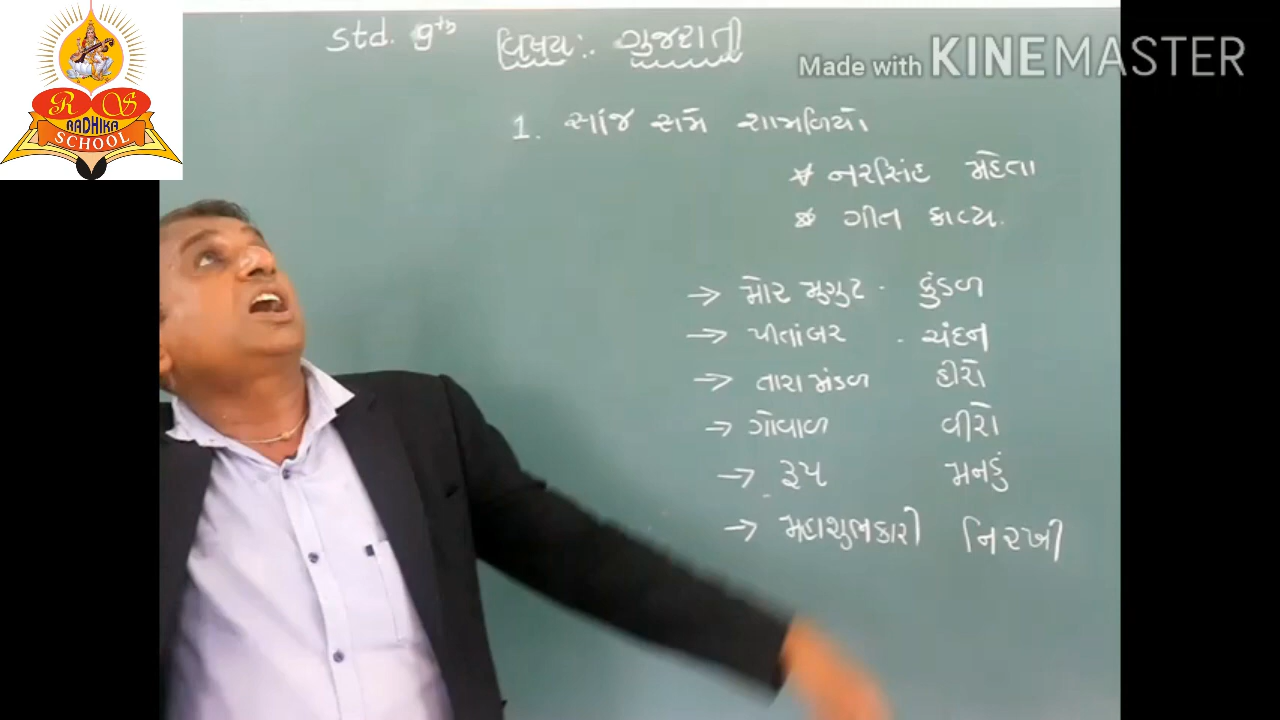 R S
RADHIKA
SCHOOL
Made with KINEMASTER
std. 9th વિષય:. ગુજરાતી
1. સાંજ સમે શામળિયો
* નરસિંહ મહેતા
* ગીત કાવ્ય.
→ મોર મુગુટ · કુંડળ
→ પીતાંબર . ચંદન
→ તારા મંડળ હીરો
→ ગોવાળ વીરો
→ રૂપ મનડું
→ મહાશુભકારી નિરખી